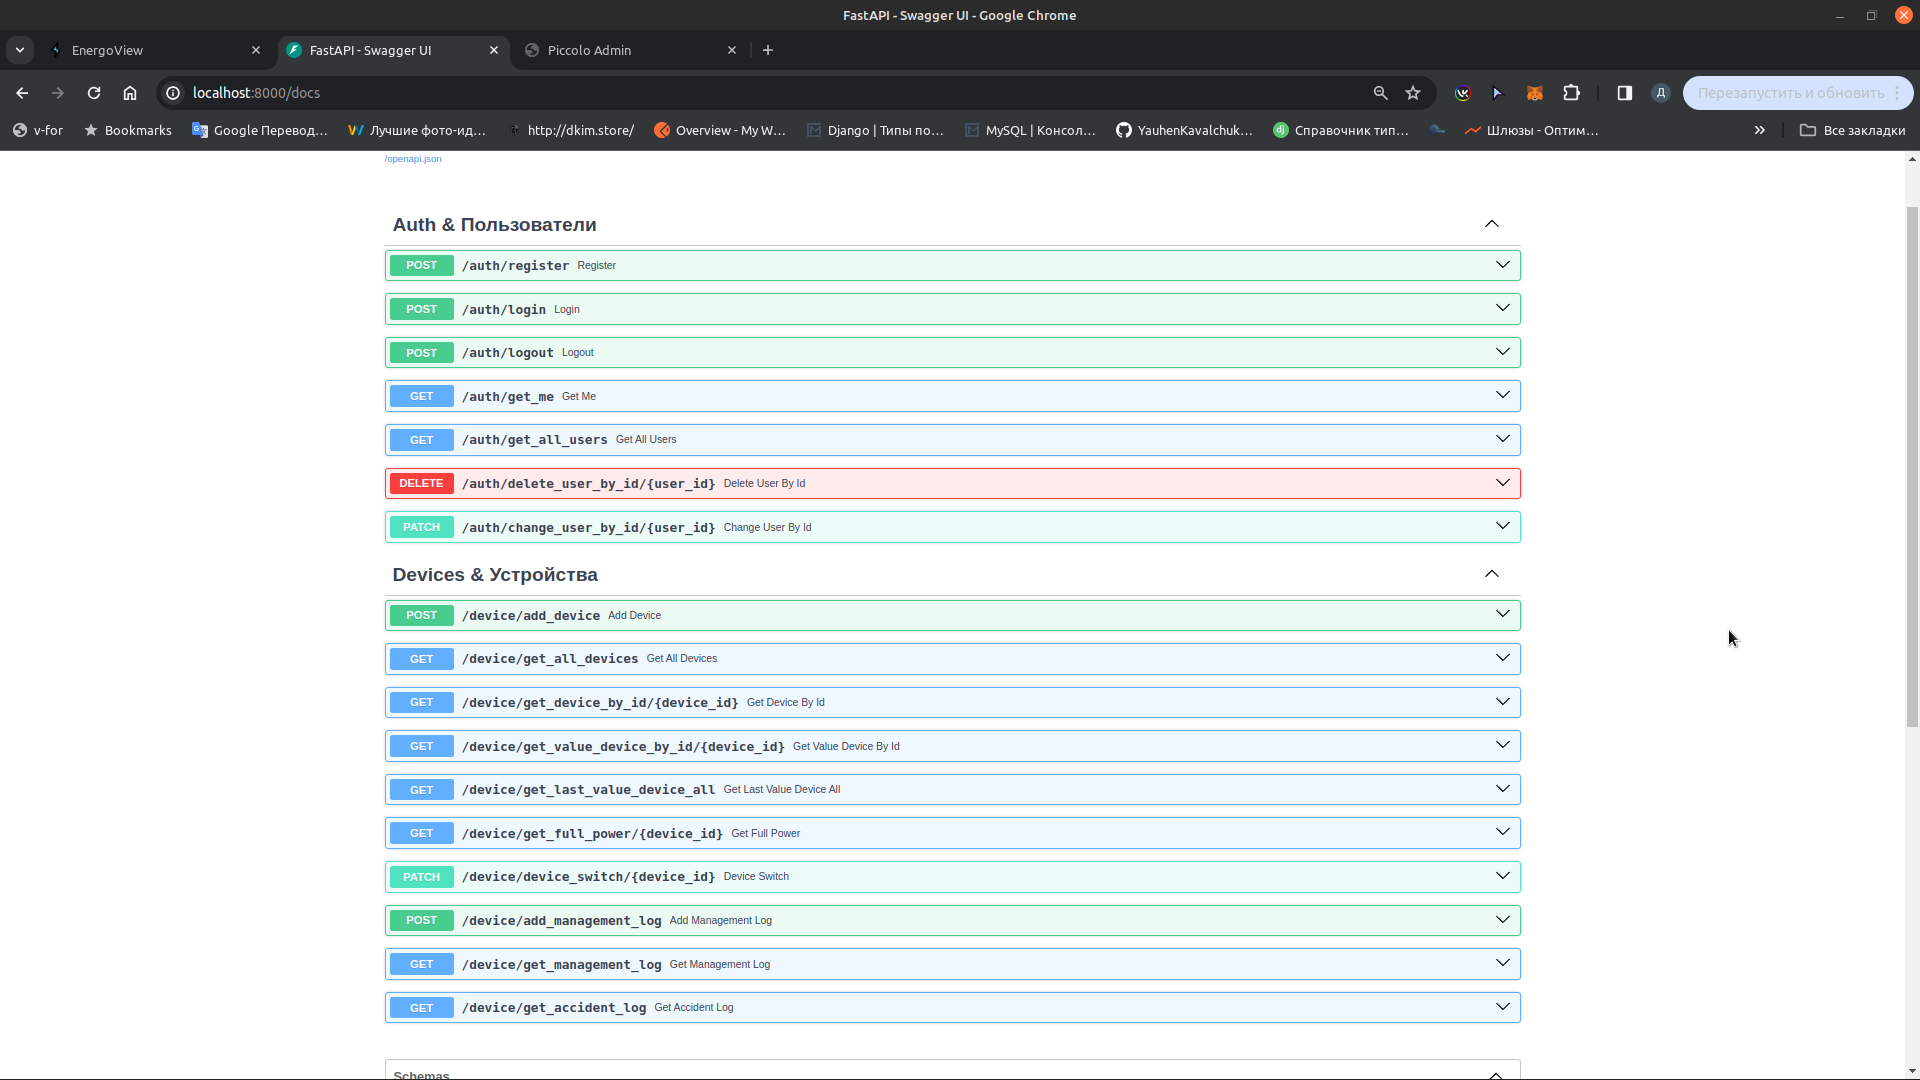 FastAPI - Swagger UI - Google Chrome
EnergoView
FastAPI - Swagger UI
Piccolo Admin
localhost:8000/docs
Д
Перезапустить и обновить
v-for
Bookmarks
Google Перевод...
Лучшие фото-ид...
http://dkim.store/
Overview - My W...
Django | Типы по...
MySQL | Консол...
YauhenKavalchuk...
Справочник тип...
Шлюзы - Оптим...
Все закладки
/openapi.json
Auth & Пользователи
POST /auth/register Register
POST /auth/login Login
POST /auth/logout Logout
GET /auth/get_me Get Me
GET /auth/get_all_users Get All Users
DELETE /auth/delete_user_by_id/{user_id} Delete User By Id
PATCH /auth/change_user_by_id/{user_id} Change User By Id
Devices & Устройства
POST /device/add_device Add Device
GET /device/get_all_devices Get All Devices
GET /device/get_device_by_id/{device_id} Get Device By Id
GET /device/get_value_device_by_id/{device_id} Get Value Device By Id
GET /device/get_last_value_device_all Get Last Value Device All
GET /device/get_full_power/{device_id} Get Full Power
PATCH /device/device_switch/{device_id} Device Switch
POST /device/add_management_log Add Management Log
GET /device/get_management_log Get Management Log
GET /device/get_accident_log Get Accident Log
Schemas